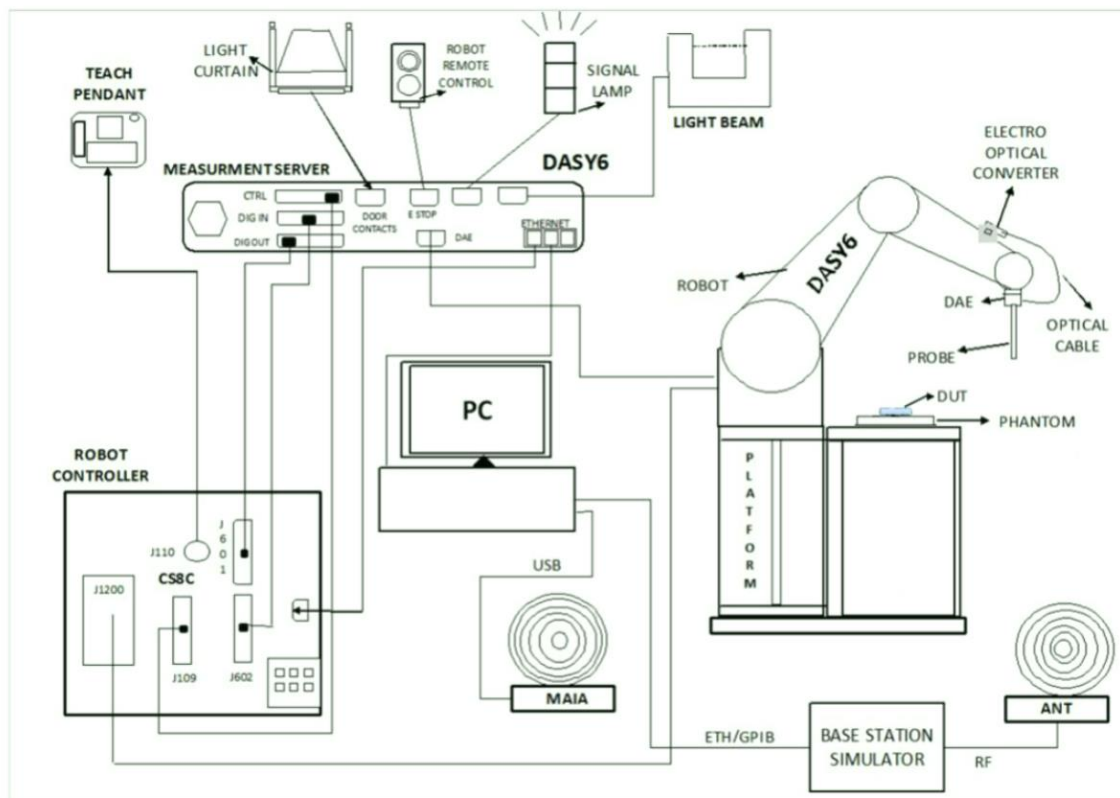 LIGHT
CURTAIN
ROBOT
REMOTE
CONTROL
SIGNAL
LAMP
LIGHT BEAM
TEACH
PENDANT
MEASURMENT SERVER
DASY6
CTRL
DIG IN
DIG OUT
DOOR
CONTACTS
E STOP
DAE
ETHERNET
ELECTRO
OPTICAL
CONVERTER
ROBOT
DASY6
DAE
OPTICAL
CABLE
PROBE
DUT
PHANTOM
PC
PLATFORM
ROBOT
CONTROLLER
J110
J601
CS8C
J1200
J109
J602
USB
MAIA
ETH/GPIB
BASE STATION
SIMULATOR
RF
ANT